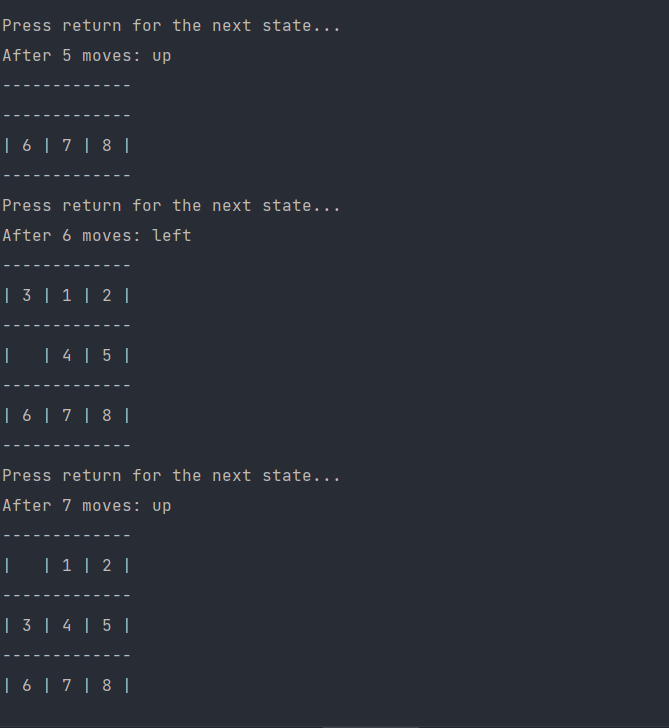 Press return for the next state...
After 5 moves: up
-------------
-------------
| 6 | 7 | 8 |
-------------
Press return for the next state...
After 6 moves: left
-------------
| 3 | 1 | 2 |
-------------
|   | 4 | 5 |
-------------
| 6 | 7 | 8 |
-------------
Press return for the next state...
After 7 moves: up
-------------
|   | 1 | 2 |
-------------
| 3 | 4 | 5 |
-------------
| 6 | 7 | 8 |